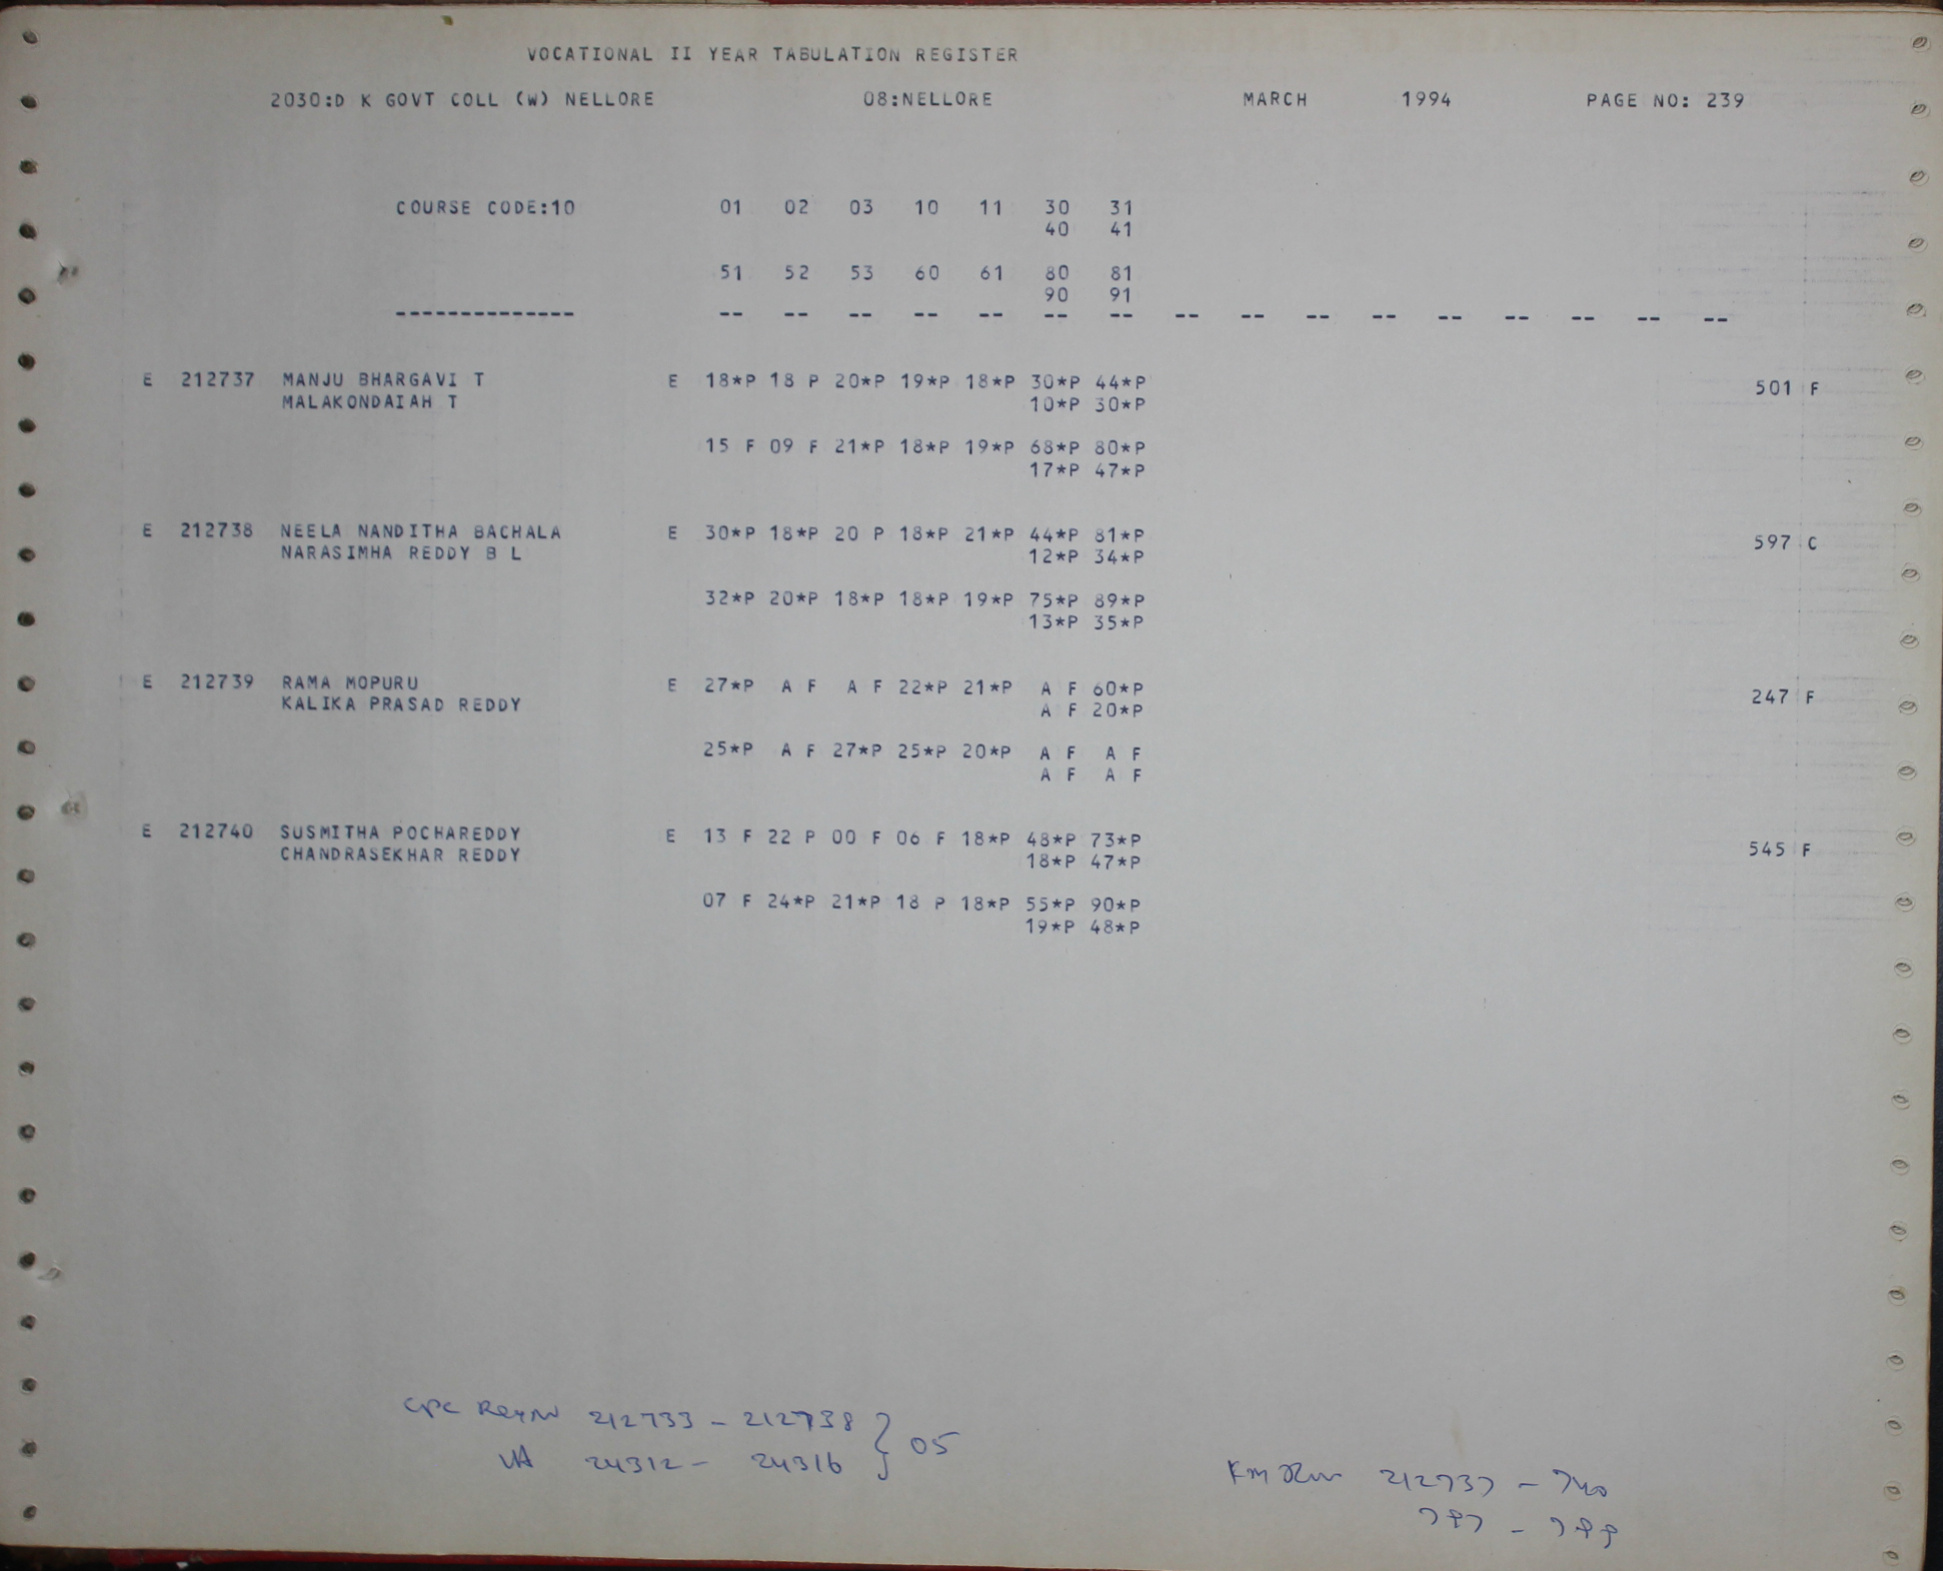 VOCATIONAL II YEAR TABULATION REGISTER
2030:D K GOVT COLL (W) NELLORE 08:NELLORE MARCH 1994 PAGE NO: 239
COURSE CODE:10 01 02 03 10 11 30 31
40 41
51 52 53 60 61 80 81
90 91
-------------- -- -- -- -- -- -- -- -- -- -- -- -- -- -- -- --
E 212737 MANJU BHARGAVI T E 18*P 18 P 20*P 19*P 18*P 30*P 44*P 501 F
MALAKONDAIAH T 10*P 30*P
15 F 09 F 21*P 18*P 19*P 68*P 80*P
17*P 47*P
E 212738 NEELA NANDITHA BACHALA E 30*P 18*P 20 P 18*P 21*P 44*P 81*P 597 C
NARASIMHA REDDY B L 12*P 34*P
32*P 20*P 18*P 18*P 19*P 75*P 89*P
13*P 35*P
E 212739 RAMA MOPURU E 27*P A F A F 22*P 21*P A F 60*P 247 F
KALIKA PRASAD REDDY A F 20*P
25*P A F 27*P 25*P 20*P A F A F
A F A F
E 212740 SUSMITHA POCHAREDDY E 13 F 22 P 00 F 06 F 18*P 48*P 73*P 545 F
CHANDRASEKHAR REDDY 18*P 47*P
07 F 24*P 21*P 18 P 18*P 55*P 90*P
19*P 48*P
212733 - 212738 } 05
24312 - 24316
212737 - 740
787 - 788